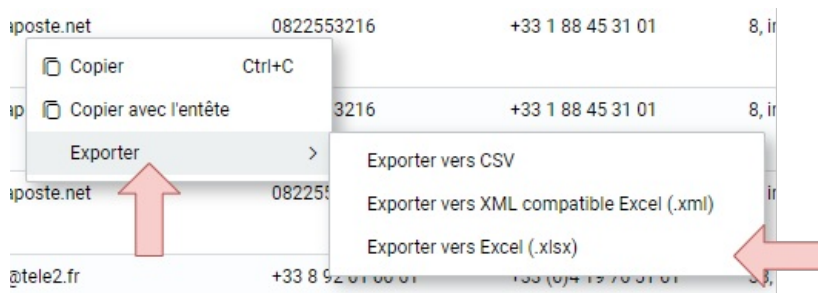 aposte.net 0822553216 +33 1 88 45 31 01 8, ir
Copier Ctrl+C
Copier avec l'entête 3216 +33 1 88 45 31 01 8, ir
Exporter >
Exporter vers CSV
aposte.net 08225
Exporter vers XML compatible Excel (.xml)
Exporter vers Excel (.xlsx)
@tele2.fr +33 8 92